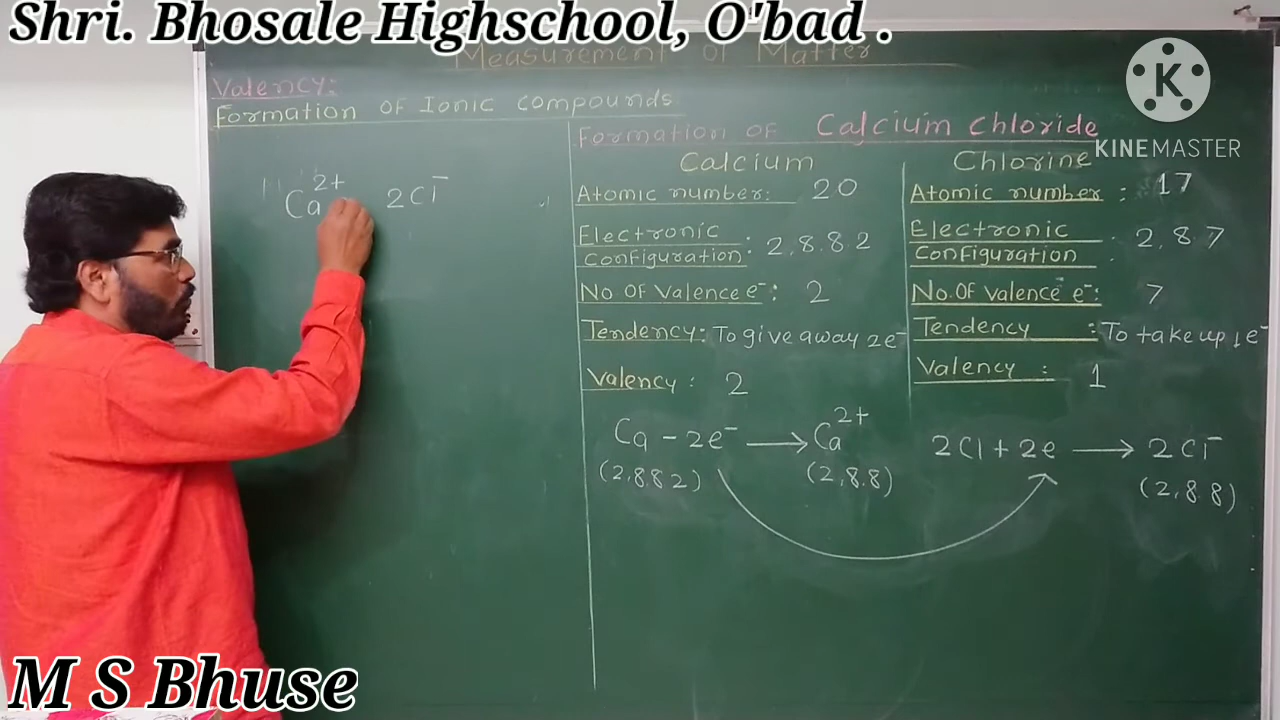 Shri. Bhosale Highschool, O'bad .
Measurement of Matter
K
KINEMASTER
Valency:
Formation of Ionic compounds
Ca²⁺ 2Cl⁻
Formation of Calcium Chloride
Calcium
Atomic number: 20
Electronic
Configuration: 2,8.8.2
No of Valence e⁻: 2
Tendency: To give away 2e⁻
Valency: 2
Chlorine
Atomic number: 17
Electronic
Configuration: 2,8,7
No. of Valence e⁻: 7
Tendency: To take up 1e⁻
Valency: 1
Ca - 2e⁻ → Ca²⁺
(2,8.8.2) (2,8.8)
2Cl + 2e → 2Cl⁻
(2,8.8)
M S Bhuse